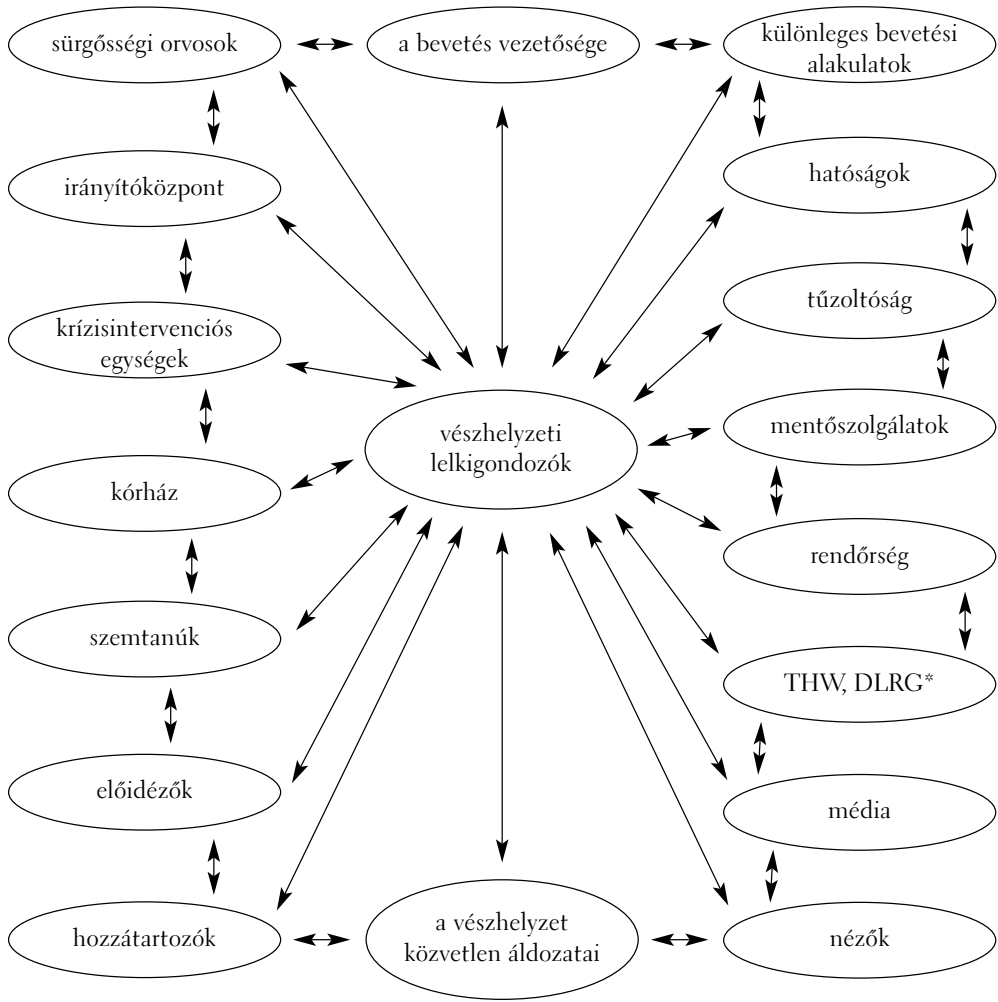 sürgősségi orvosok
a bevetés vezetősége
különleges bevetési
alakulatok
irányítóközpont
hatóságok
krízisintervenciós
egységek
tűzoltóság
vészhelyzeti
lelkigondozók
mentőszolgálatok
kórház
rendőrség
szemtanúk
THW, DLRG*
előidézők
média
hozzátartozók
a vészhelyzet
közvetlen áldozatai
nézők